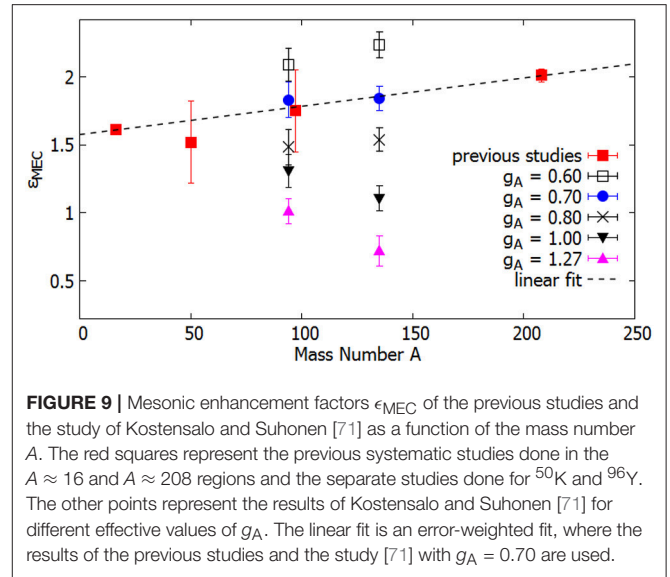 2
1.5
1
0.5
ϵMEC
previous studies
gA = 0.60
gA = 0.70
gA = 0.80
gA = 1.00
gA = 1.27
linear fit
0 50 100 150 200 250
Mass Number A
FIGURE 9 | Mesonic enhancement factors ϵMEC of the previous studies and
the study of Kostensalo and Suhonen [71] as a function of the mass number
A. The red squares represent the previous systematic studies done in the
A ≈ 16 and A ≈ 208 regions and the separate studies done for ⁵⁰K and ⁹⁶Y.
The other points represent the results of Kostensalo and Suhonen [71] for
different effective values of gA. The linear fit is an error-weighted fit, where the
results of the previous studies and the study [71] with gA = 0.70 are used.